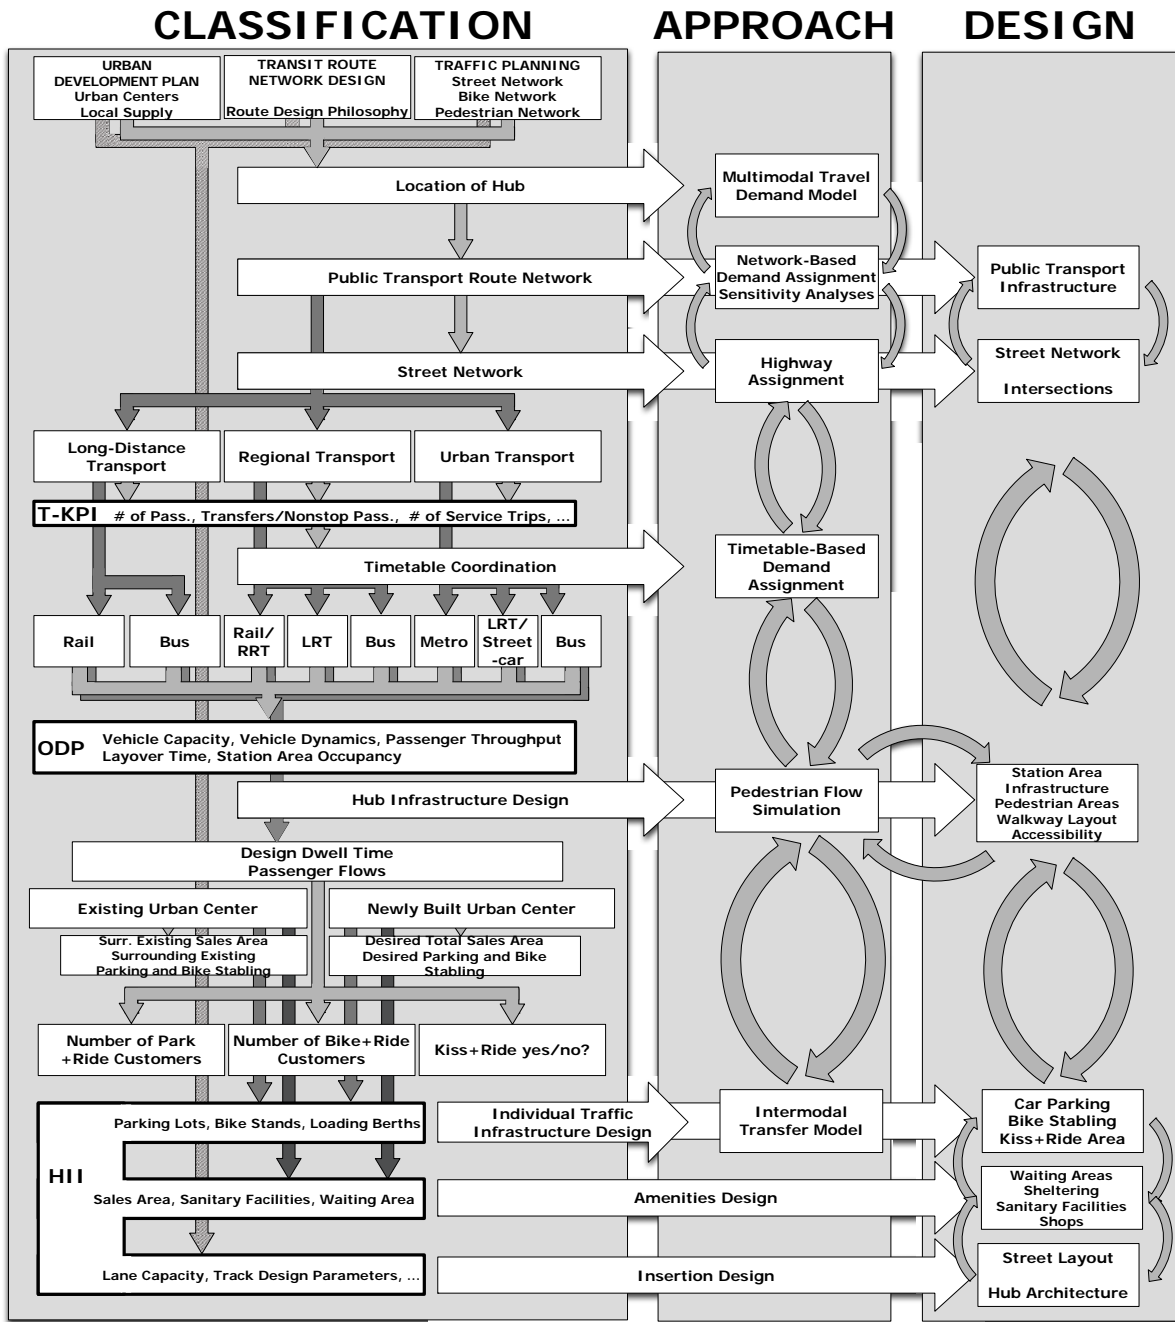 CLASSIFICATION
APPROACH
DESIGN
URBAN
DEVELOPMENT PLAN
Urban Centers
Local Supply
TRANSIT ROUTE
NETWORK DESIGN
Route Design Philosophy
TRAFFIC PLANNING
Street Network
Bike Network
Pedestrian Network
Location of Hub
Multimodal Travel
Demand Model
Public Transport Route Network
Network-Based
Demand Assignment
Sensitivity Analyses
Public Transport
Infrastructure
Street Network
Highway
Assignment
Street Network
Intersections
Long-Distance
Transport
Regional Transport
Urban Transport
T-KPI # of Pass., Transfers/Nonstop Pass., # of Service Trips, ...
Timetable Coordination
Timetable-Based
Demand
Assignment
Rail
Bus
Rail/
RRT
LRT
Bus
Metro
LRT/
Street
-car
Bus
ODP
Vehicle Capacity, Vehicle Dynamics, Passenger Throughput
Layover Time, Station Area Occupancy
Hub Infrastructure Design
Pedestrian Flow
Simulation
Station Area
Infrastructure
Pedestrian Areas
Walkway Layout
Accessibility
Design Dwell Time
Passenger Flows
Existing Urban Center
Newly Built Urban Center
Surr. Existing Sales Area
Surrounding Existing
Parking and Bike Stabling
Desired Total Sales Area
Desired Parking and Bike
Stabling
Number of Park
+Ride Customers
Number of Bike+Ride
Customers
Kiss+Ride yes/no?
HII
Parking Lots, Bike Stands, Loading Berths
Individual Traffic
Infrastructure Design
Intermodal
Transfer Model
Car Parking
Bike Stabling
Kiss+Ride Area
Sales Area, Sanitary Facilities, Waiting Area
Amenities Design
Waiting Areas
Sheltering
Sanitary Facilities
Shops
Lane Capacity, Track Design Parameters, ...
Insertion Design
Street Layout
Hub Architecture